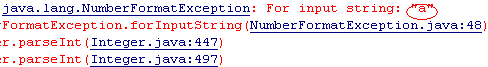 java.lang.NumberFormatException: For input string: "a"
rFormatException.forInputString(NumberFormatException.java:48)
er.parseInt(Integer.java:447)
er.parseInt(Integer.java:497)